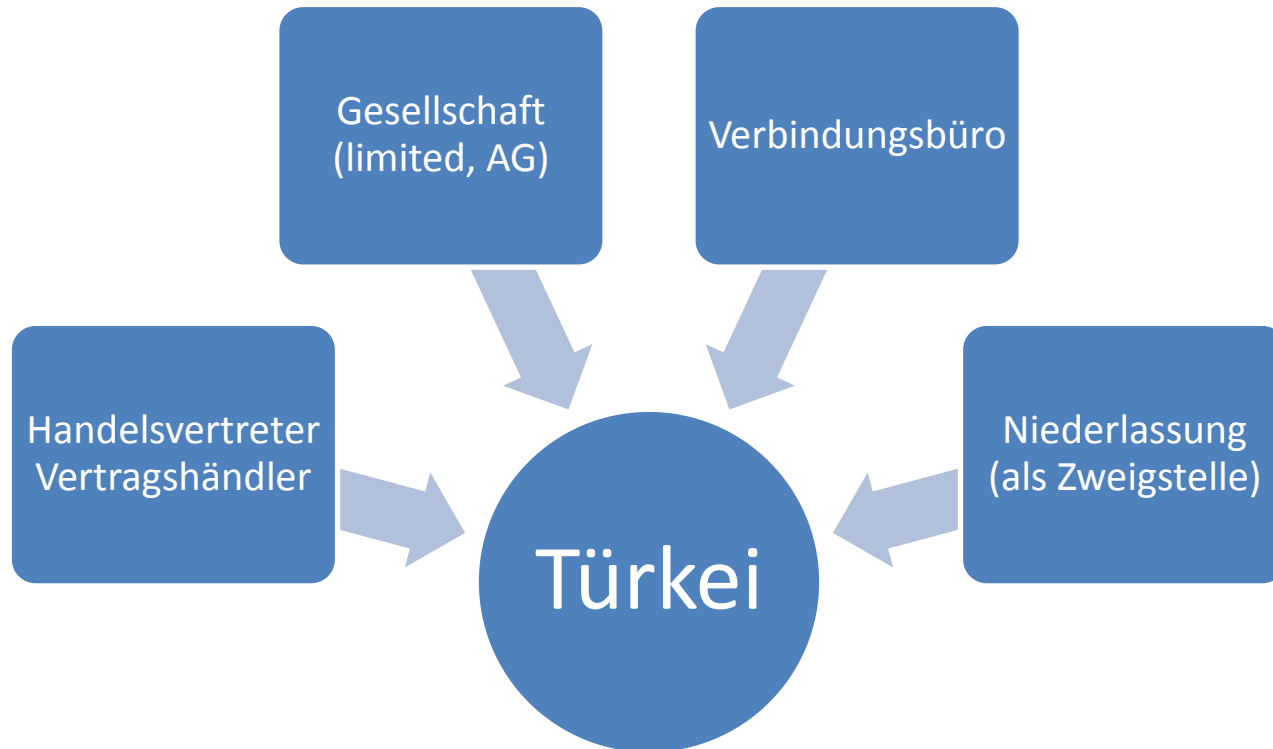 Gesellschaft
(limited, AG)
Verbindungsbüro
Handelsvertreter
Vertragshändler
Niederlassung
(als Zweigstelle)
Türkei